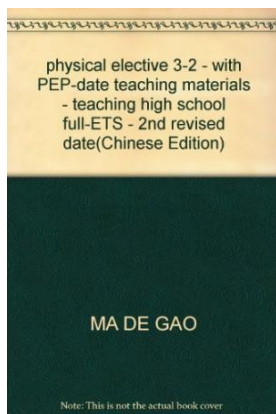 physical elective 3-2 - with
PEP-date teaching materials
- teaching high school
full-ETS - 2nd revised
date(Chinese Edition)
MA DE GAO
Note: This is not the actual book cover